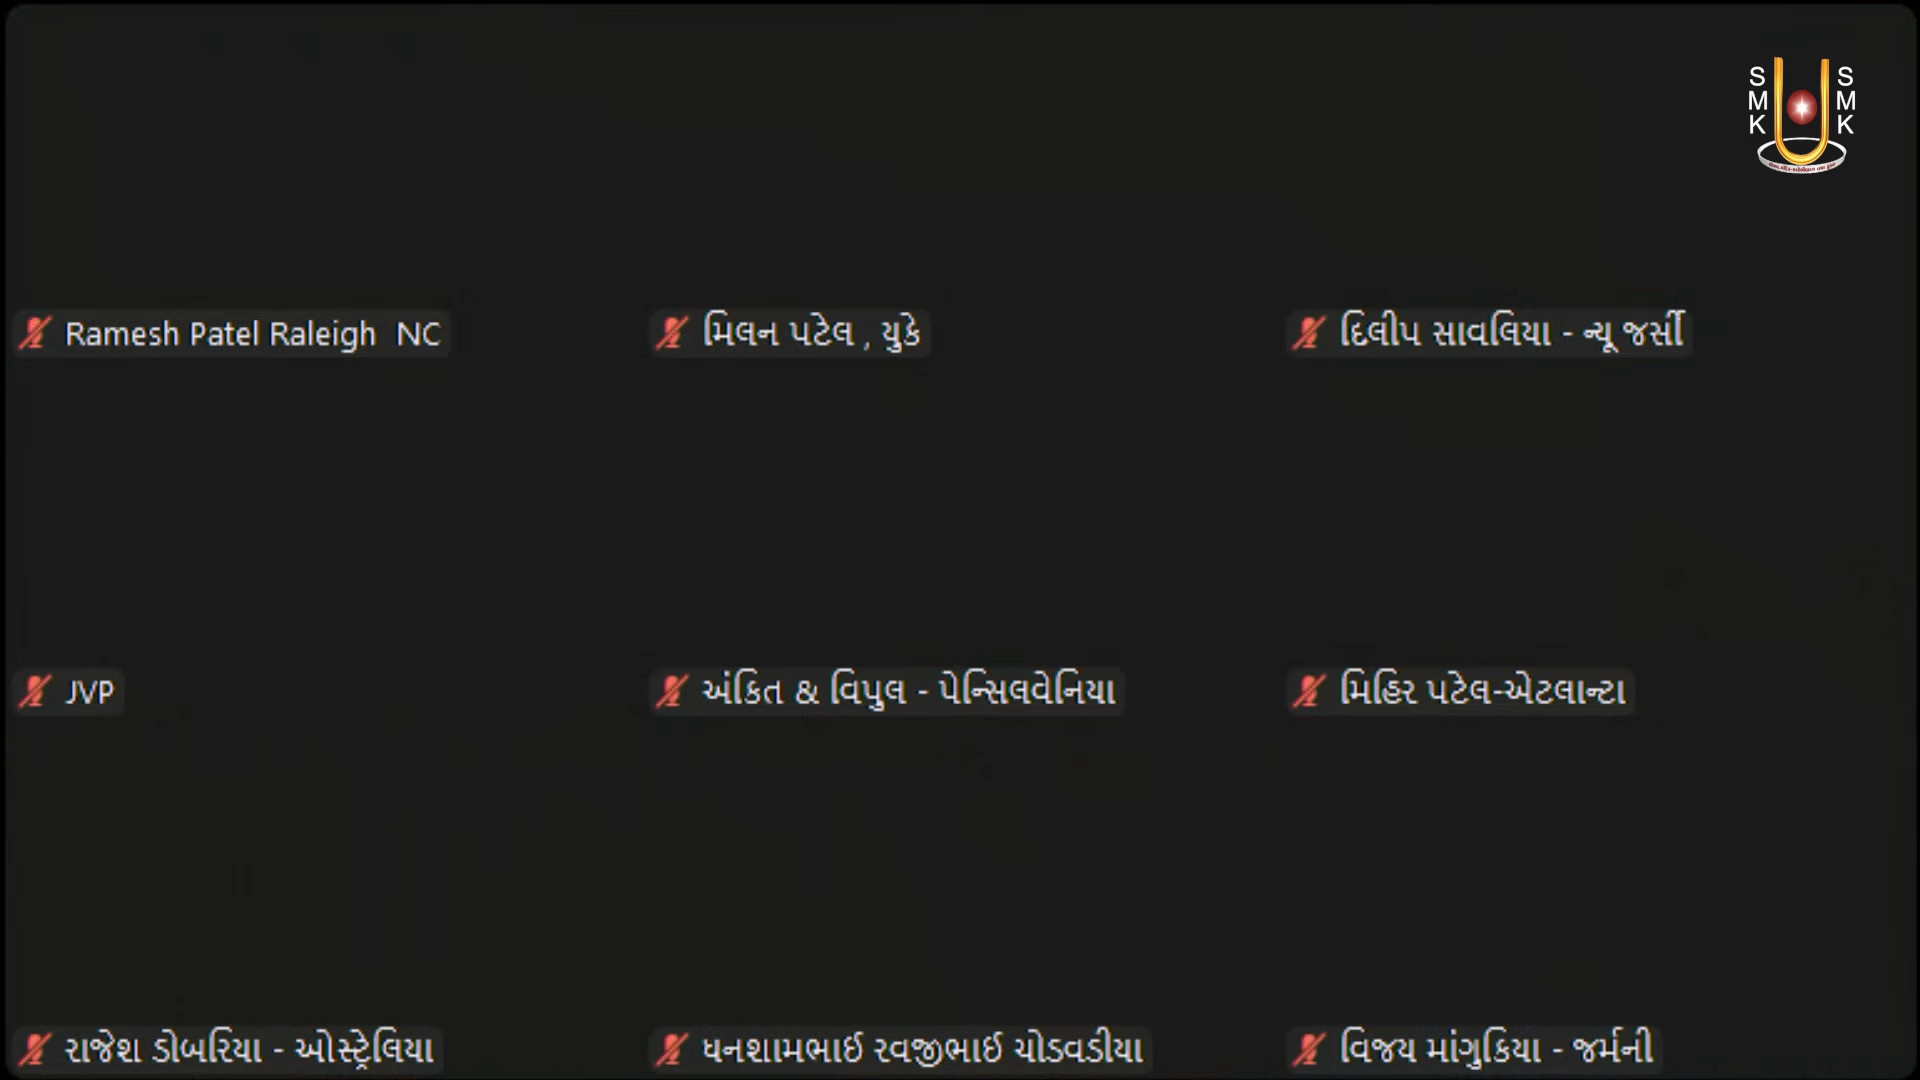 SMK SMK
Ramesh Patel Raleigh NC
મિલન પટેલ , યુકે
દિલીપ સાવલિયા - ન્યૂ જર્સી
JVP
અંકિત & વિપુલ - પેન્સિલવેનિયા
મિહિર પટેલ-એટલાન્ટા
રાજેશ ડોબરિયા - ઓસ્ટ્રેલિયા
ઘનશામભાઈ રવજીભાઈ ચોડવડીયા
વિજય માંગુકિયા - જર્મની